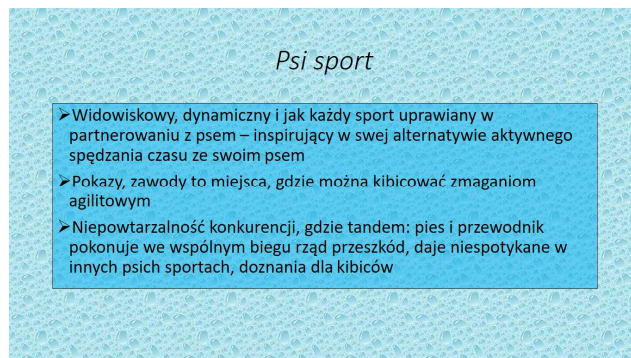 Psi sport
➢Widowiskowy, dynamiczny i jak każdy sport uprawiany w
partnerowaniu z psem – inspirujący w swej alternatywie aktywnego
spędzania czasu ze swoim psem
➢Pokazy, zawody to miejsca, gdzie można kibicować zmaganiom
agilitowym
➢Niepowtarzalność konkurencji, gdzie tandem: pies i przewodnik
pokonuje we wspólnym biegu rząd przeszkód, daje niespotykane w
innych psich sportach, doznania dla kibiców